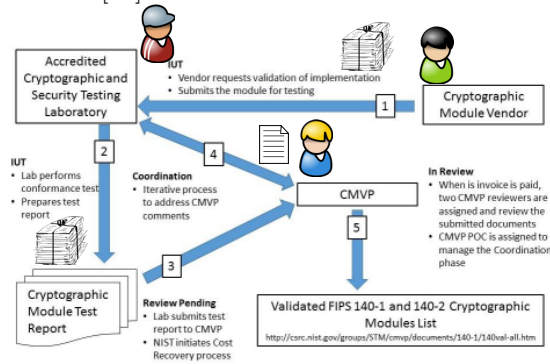 Accredited
Cryptographic and
Security Testing
Laboratory
IUT
• Vendor requests validation of implementation
• Submits the module for testing
1
Cryptographic
Module Vendor
2
IUT
• Lab performs
conformance test
• Prepares test
report
4
Coordination
• Iterative process
to address CMVP
comments
CMVP
In Review
• When is invoice is paid,
two CMVP reviewers are
assigned and review the
submitted documents
• CMVP POC is assigned to
manage the Coordination
phase
3
5
Cryptographic
Module Test
Report
Review Pending
• Lab submits test
report to CMVP
• NIST initiates Cost
Recovery process
Validated FIPS 140-1 and 140-2 Cryptographic
Modules List
http://csrc.nist.gov/groups/STM/cmvp/documents/140-1/140val-all.htm